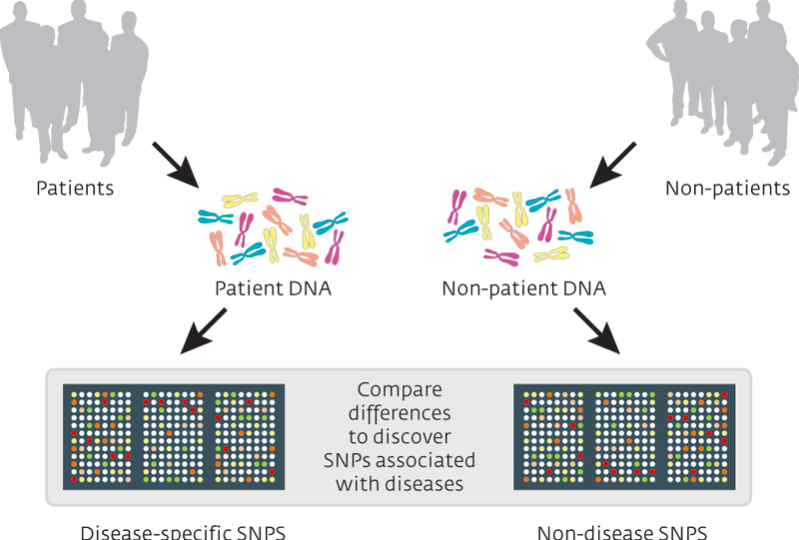 Patients
Non-patients
Patient DNA
Non-patient DNA
Compare
differences
to discover
SNPs associated
with diseases
Disease-specific SNPS
Non-disease SNPS